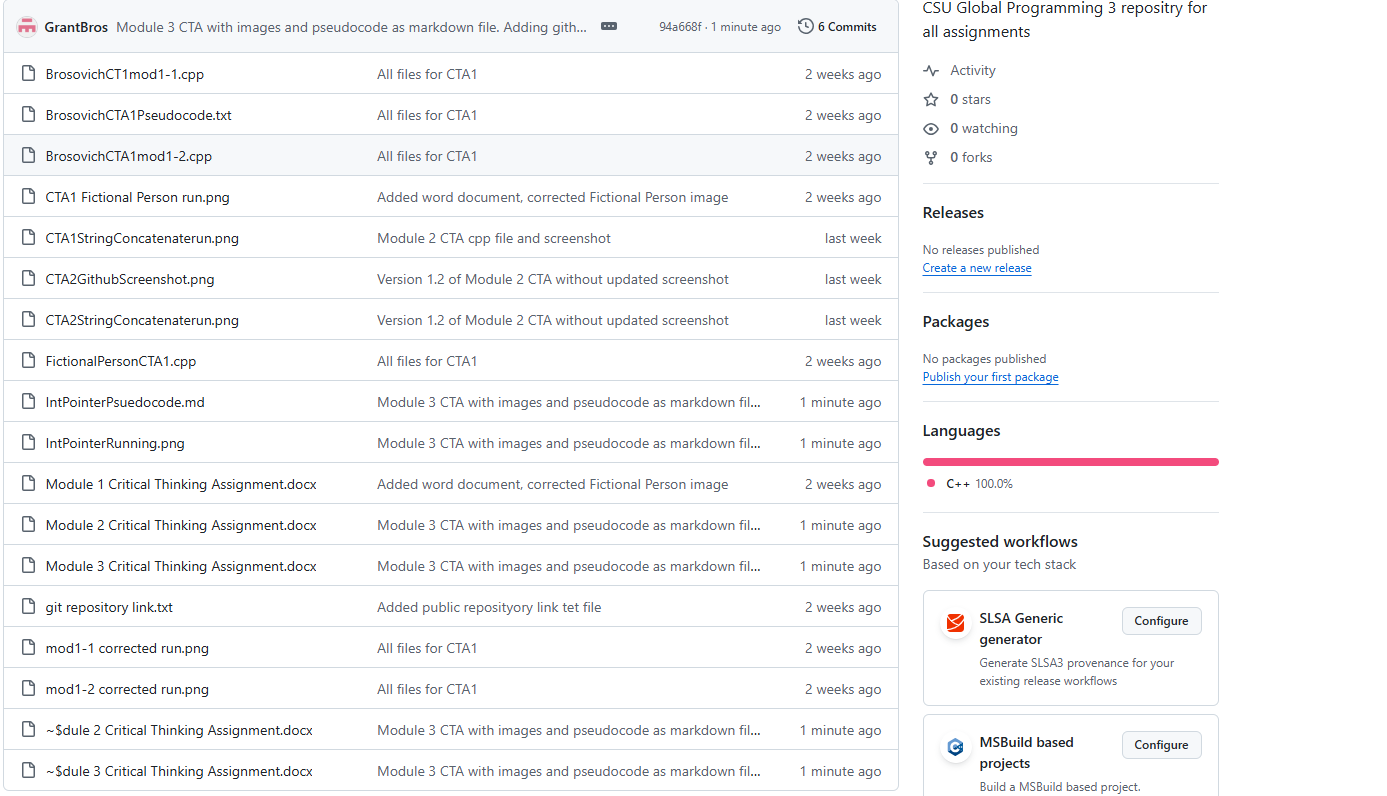 GrantBros Module 3 CTA with images and pseudocode as markdown file. Adding gith... 94a668f · 1 minute ago 6 Commits
BrosovichCT1mod1-1.cpp All files for CTA1 2 weeks ago
BrosovichCTA1Pseudocode.txt All files for CTA1 2 weeks ago
BrosovichCTA1mod1-2.cpp All files for CTA1 2 weeks ago
CTA1 Fictional Person run.png Added word document, corrected Fictional Person image 2 weeks ago
CTA1StringConcatenaterun.png Module 2 CTA cpp file and screenshot last week
CTA2GithubScreenshot.png Version 1.2 of Module 2 CTA without updated screenshot last week
CTA2StringConcatenaterun.png Version 1.2 of Module 2 CTA without updated screenshot last week
FictionalPersonCTA1.cpp All files for CTA1 2 weeks ago
IntPointerPsuedocode.md Module 3 CTA with images and pseudocode as markdown fil... 1 minute ago
IntPointerRunning.png Module 3 CTA with images and pseudocode as markdown fil... 1 minute ago
Module 1 Critical Thinking Assignment.docx Added word document, corrected Fictional Person image 2 weeks ago
Module 2 Critical Thinking Assignment.docx Module 3 CTA with images and pseudocode as markdown fil... 1 minute ago
Module 3 Critical Thinking Assignment.docx Module 3 CTA with images and pseudocode as markdown fil... 1 minute ago
git repository link.txt Added public reposityory link tet file 2 weeks ago
mod1-1 corrected run.png All files for CTA1 2 weeks ago
mod1-2 corrected run.png All files for CTA1 2 weeks ago
~$dule 2 Critical Thinking Assignment.docx Module 3 CTA with images and pseudocode as markdown fil... 1 minute ago
~$dule 3 Critical Thinking Assignment.docx Module 3 CTA with images and pseudocode as markdown fil... 1 minute ago
CSU Global Programming 3 repositry for
all assignments
Activity
0 stars
0 watching
0 forks
Releases
No releases published
Create a new release
Packages
No packages published
Publish your first package
Languages
C++ 100.0%
Suggested workflows
Based on your tech stack
SLSA Generic
generator
Configure
Generate SLSA3 provenance for your
existing release workflows
MSBuild based
projects
Configure
Build a MSBuild based project.